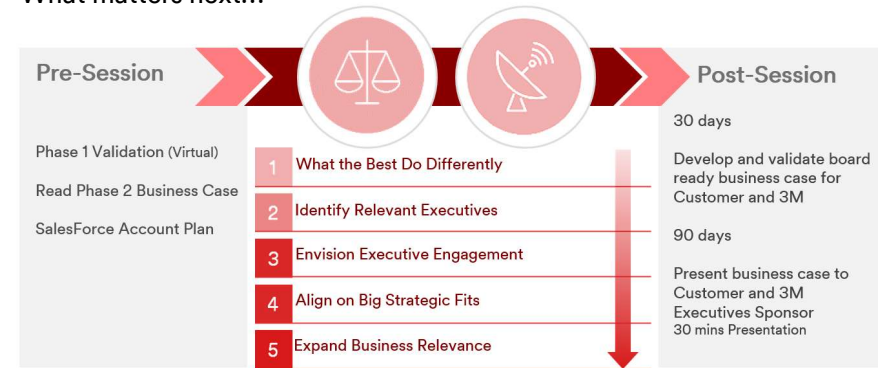 What matters next...
Pre-Session
Phase 1 Validation (Virtual)
Read Phase 2 Business Case
SalesForce Account Plan
1 What the Best Do Differently
2 Identify Relevant Executives
3 Envision Executive Engagement
4 Align on Big Strategic Fits
5 Expand Business Relevance
Post-Session
30 days
Develop and validate board
ready business case for
Customer and 3M
90 days
Present business case to
Customer and 3M
Executives Sponsor
30 mins Presentation